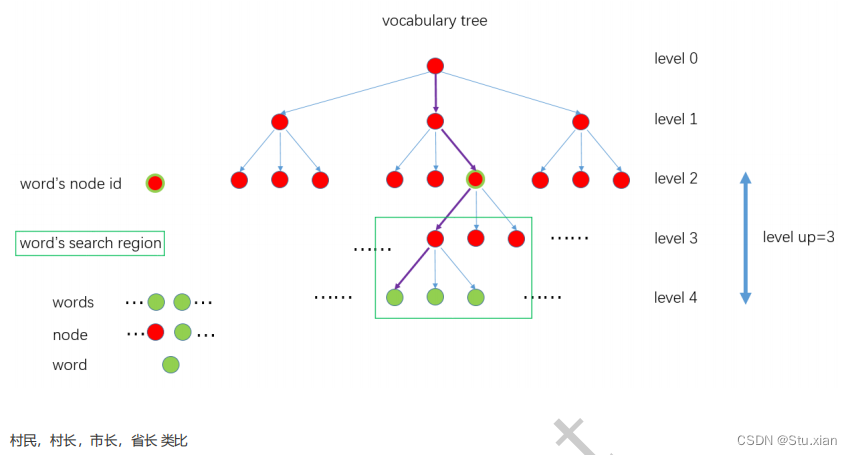 vocabulary tree
level 0
level 1
word's node id
level 2
word's search region
level 3
level up=3
words
level 4
node
word
村民，村长，市长，省长 类比
CSDN @Stu.xian